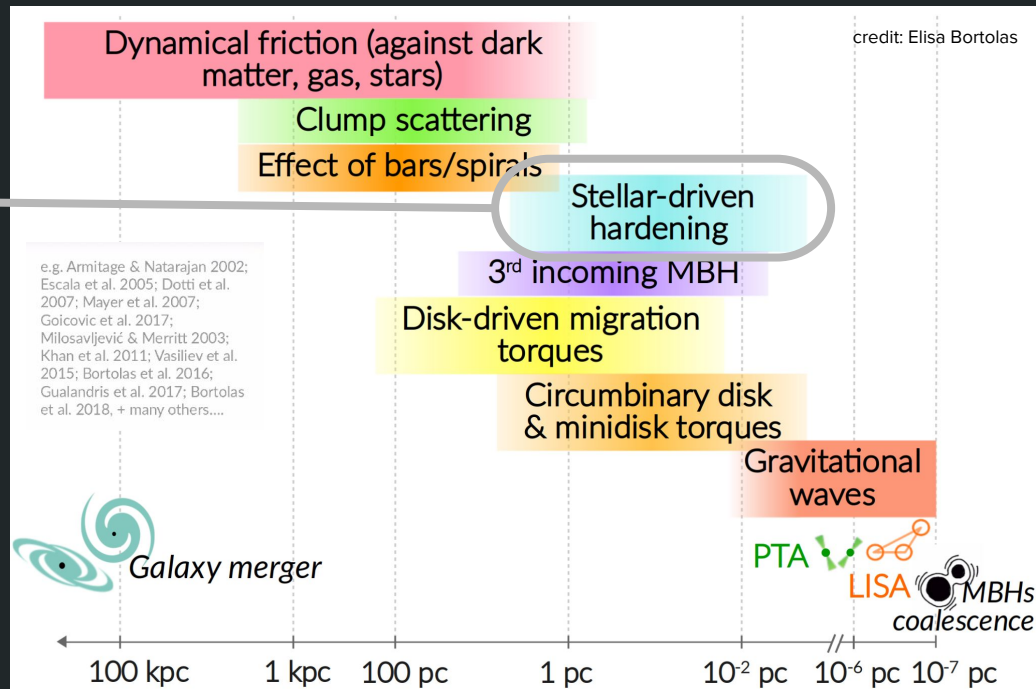 credit: Elisa Bortolas
Dynamical friction (against dark
matter, gas, stars)
Clump scattering
Effect of bars/spirals
Stellar-driven
hardening
3rd incoming MBH
Disk-driven migration
torques
Circumbinary disk
& minidisk torques
Gravitational
waves
e.g. Armitage & Natarajan 2002;
Escala et al. 2005; Dotti et al.
2007; Mayer et al. 2007;
Goicovic et al. 2017;
Milosavljević & Merritt 2003;
Khan et al. 2011; Vasiliev et al.
2015; Bortolas et al. 2016;
Gualandris et al. 2017; Bortolas
et al. 2018, + many others....
Galaxy merger
PTA
LISA
MBHs
coalescence
100 kpc 1 kpc 100 pc 1 pc 10⁻² pc 10⁻⁶ pc 10⁻⁷ pc